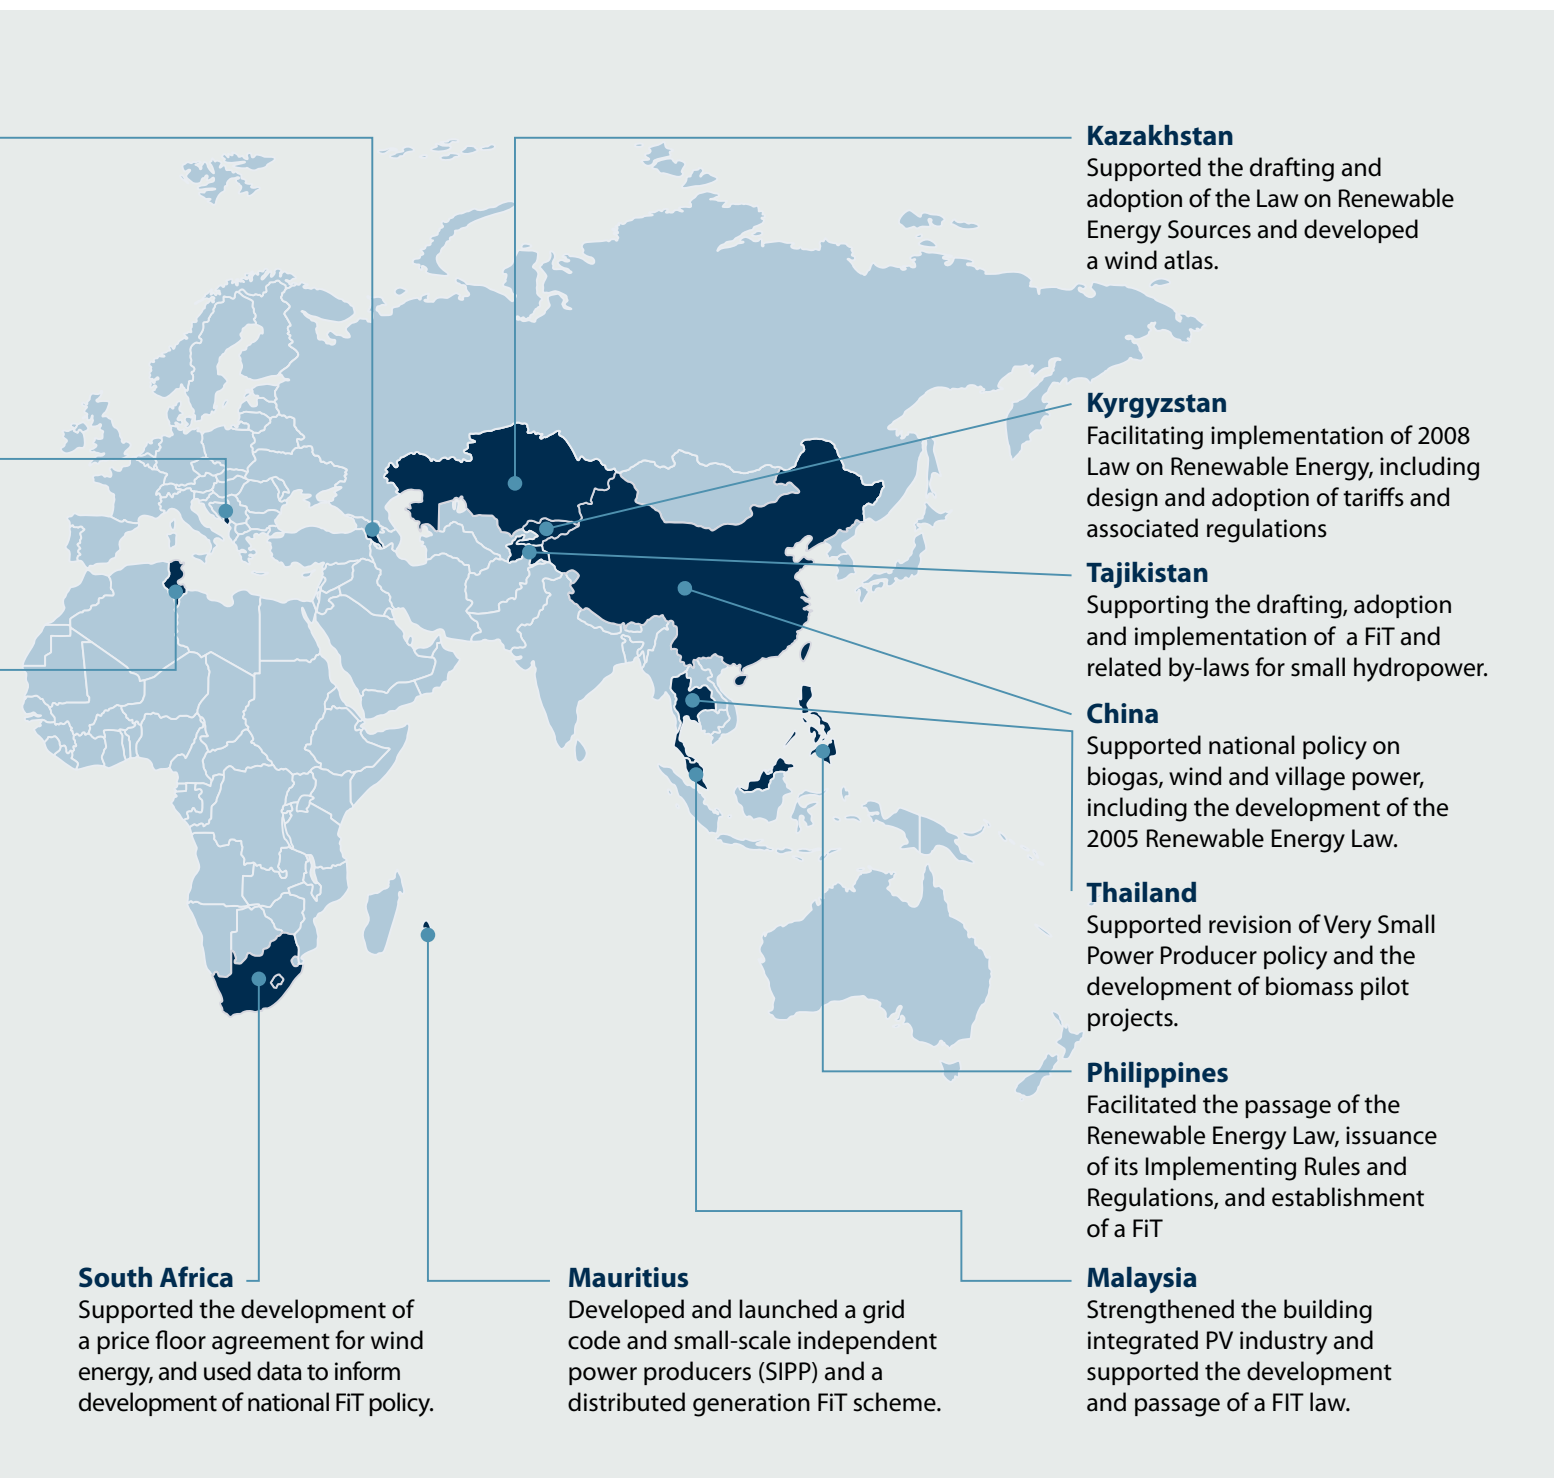 Kazakhstan
Supported the drafting and
adoption of the Law on Renewable
Energy Sources and developed
a wind atlas.
Kyrgyzstan
Facilitating implementation of 2008
Law on Renewable Energy, including
design and adoption of tariffs and
associated regulations
Tajikistan
Supporting the drafting, adoption
and implementation of  a FiT and
related by-laws for small hydropower.
China
Supported national policy on
biogas, wind and village power,
including the development of the
2005 Renewable Energy Law.
Thailand
Supported revision of Very Small
Power Producer policy and the
development of biomass pilot
projects.
Philippines
Facilitated the passage of the
Renewable Energy Law, issuance
of its Implementing Rules and
Regulations, and establishment
of a FiT
South Africa
Supported the development of
a price floor agreement for wind
energy, and used data to inform
development of national FiT policy.
Mauritius
Developed and launched a grid
code and small-scale independent
power producers (SIPP) and a
distributed generation FiT scheme.
Malaysia
Strengthened the building
integrated PV industry and
supported the development
and passage of a FIT law.